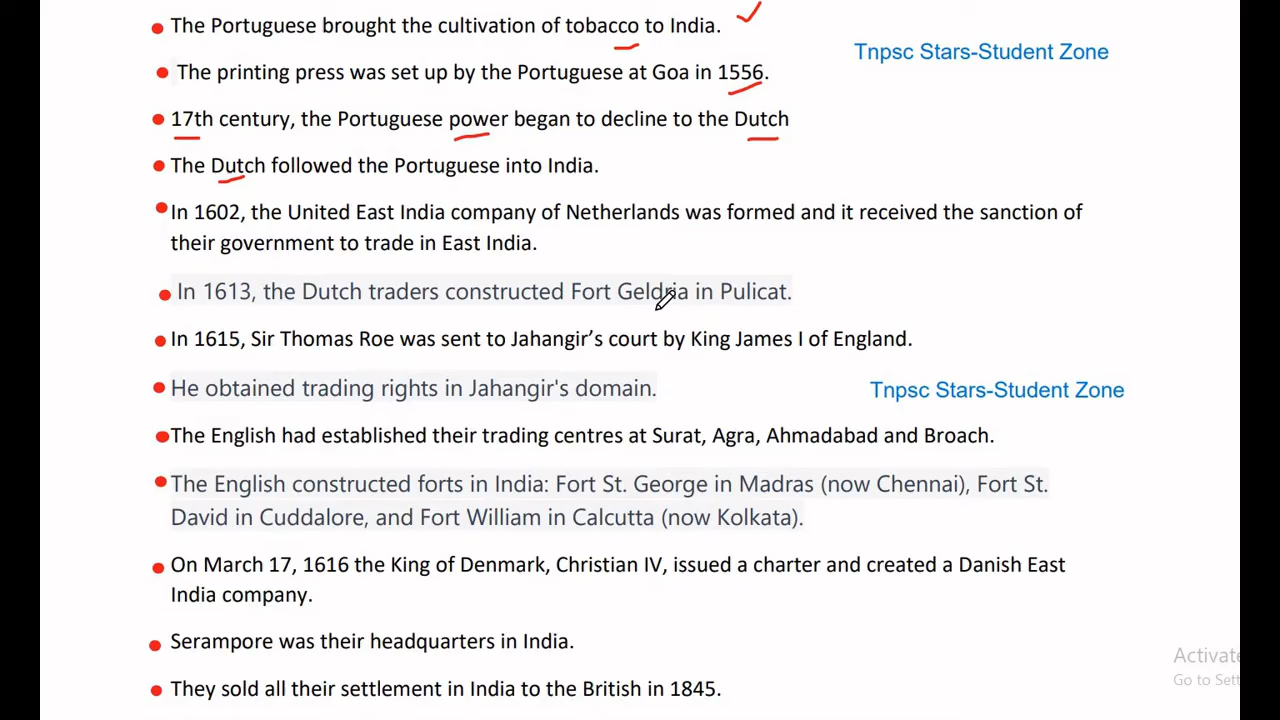 The Portuguese brought the cultivation of tobacco to India.
Tnpsc Stars-Student Zone
The printing press was set up by the Portuguese at Goa in 1556.
17th century, the Portuguese power began to decline to the Dutch
The Dutch followed the Portuguese into India.
In 1602, the United East India company of Netherlands was formed and it received the sanction of
their government to trade in East India.
In 1613, the Dutch traders constructed Fort Geldria in Pulicat.
In 1615, Sir Thomas Roe was sent to Jahangir’s court by King James I of England.
He obtained trading rights in Jahangir's domain.
Tnpsc Stars-Student Zone
The English had established their trading centres at Surat, Agra, Ahmadabad and Broach.
The English constructed forts in India: Fort St. George in Madras (now Chennai), Fort St.
David in Cuddalore, and Fort William in Calcutta (now Kolkata).
On March 17, 1616 the King of Denmark, Christian IV, issued a charter and created a Danish East
India company.
Serampore was their headquarters in India.
Activate
Go to Sett
They sold all their settlement in India to the British in 1845.